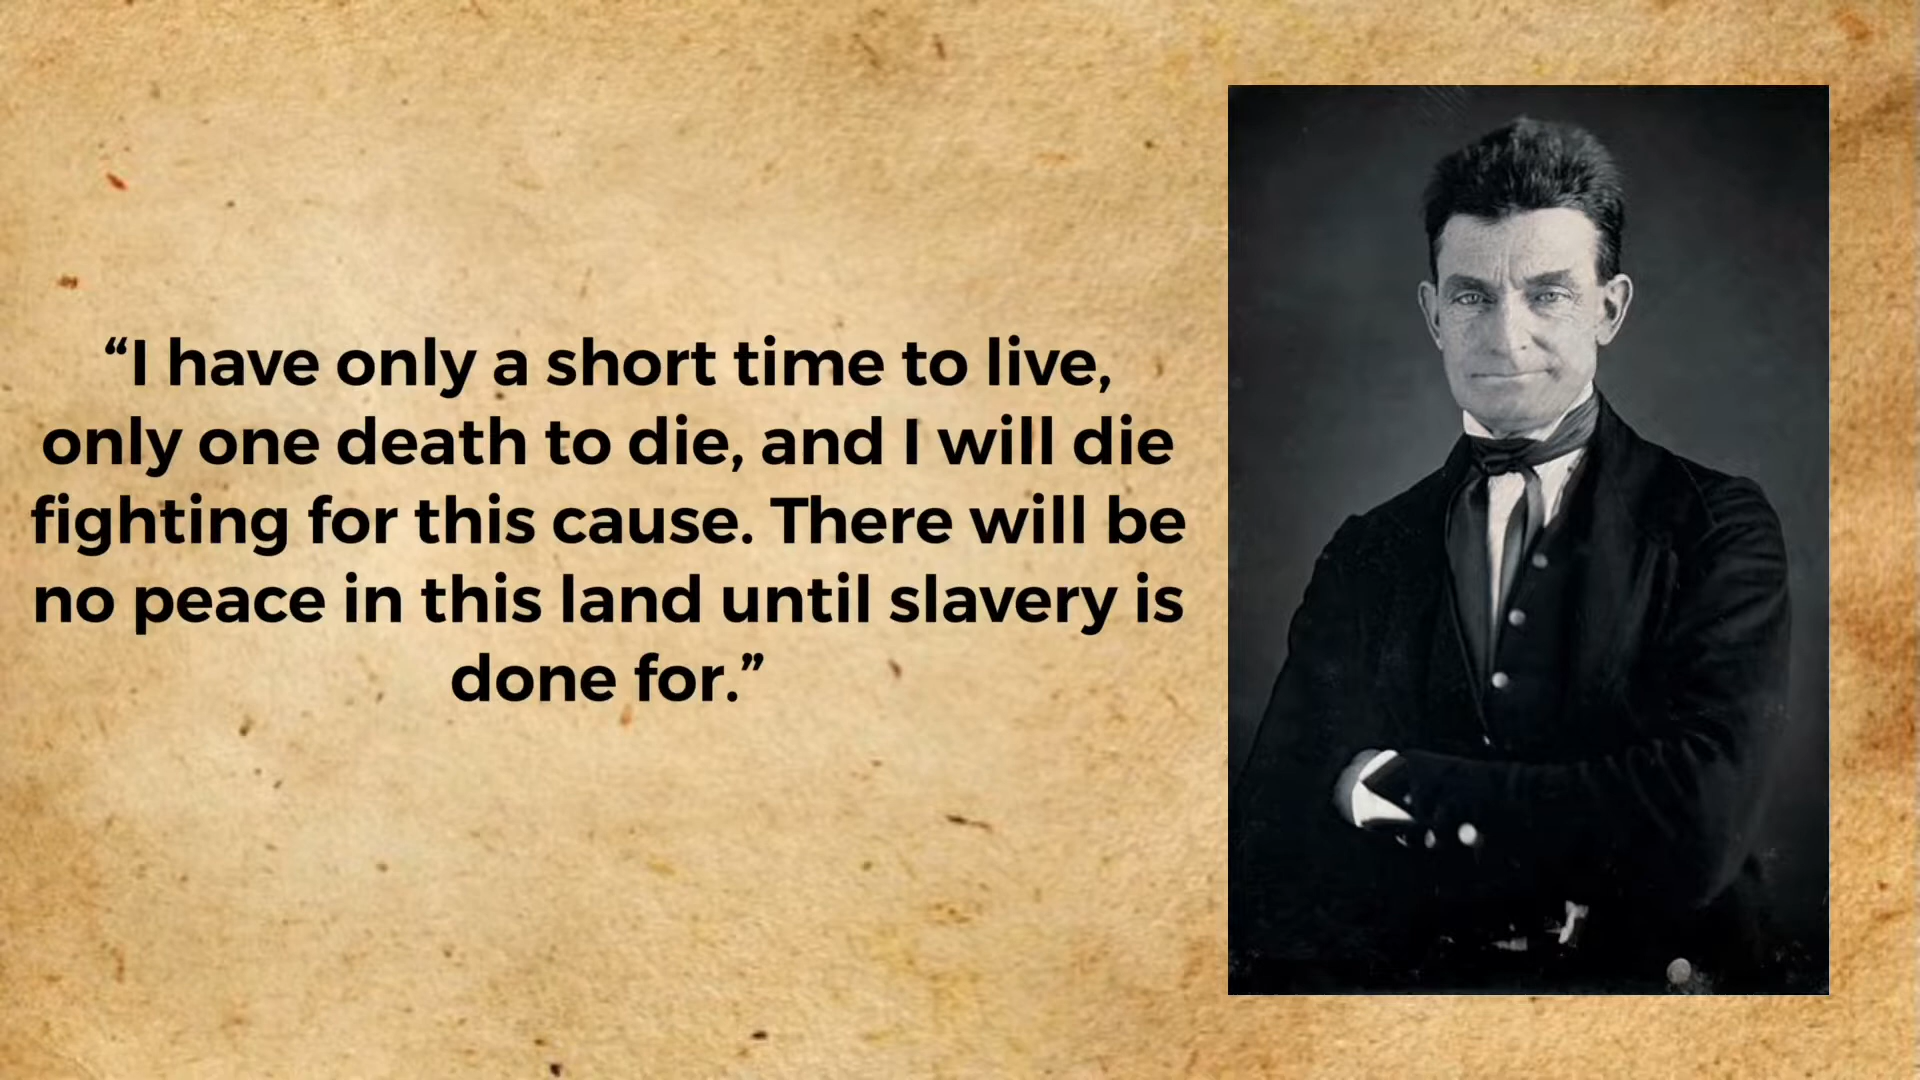 “I have only a short time to live,
only one death to die, and I will die
fighting for this cause. There will be
no peace in this land until slavery is
done for.”